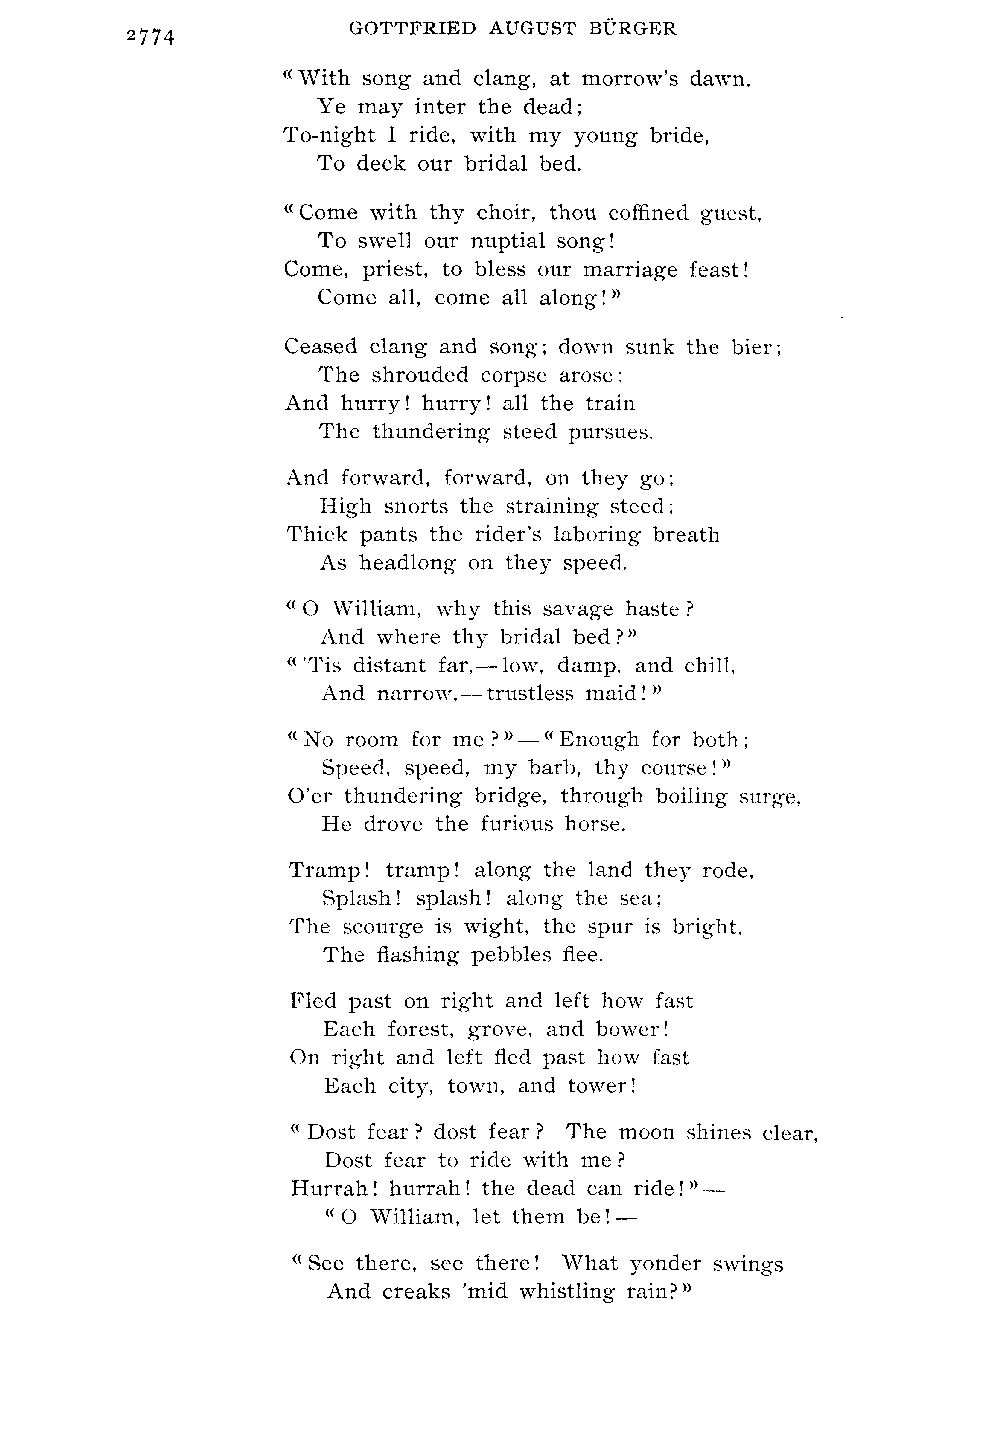 2774
GOTTFRIED AUGUST BÜRGER
«With song and clang, at morrow's dawn,
Ye may inter the dead;
To-night I ride, with my young bride,
To deck our bridal bed.
«Come with thy choir, thou coffined guest,
To swell our nuptial song!
Come, priest, to bless our marriage feast!
Come all, come all along!»
Ceased clang and song; down sunk the bier;
The shrouded corpse arose:
And hurry! hurry! all the train
The thundering steed pursues.
And forward, forward, on they go;
High snorts the straining steed;
Thick pants the rider's laboring breath
As headlong on they speed.
«O William, why this savage haste?
And where thy bridal bed?»
«'Tis distant far,—low, damp, and chill,
And narrow,—trustless maid!»
«No room for me?»—«Enough for both;
Speed, speed, my barb, thy course!»
O'er thundering bridge, through boiling surge,
He drove the furious horse.
Tramp! tramp! along the land they rode,
Splash! splash! along the sea;
The scourge is wight, the spur is bright,
The flashing pebbles flee.
Fled past on right and left how fast
Each forest, grove, and bower!
On right and left fled past how fast
Each city, town, and tower!
«Dost fear? dost fear? The moon shines clear,
Dost fear to ride with me?
Hurrah! hurrah! the dead can ride!»—
«O William, let them be!—
«See there, see there! What yonder swings
And creaks 'mid whistling rain?»